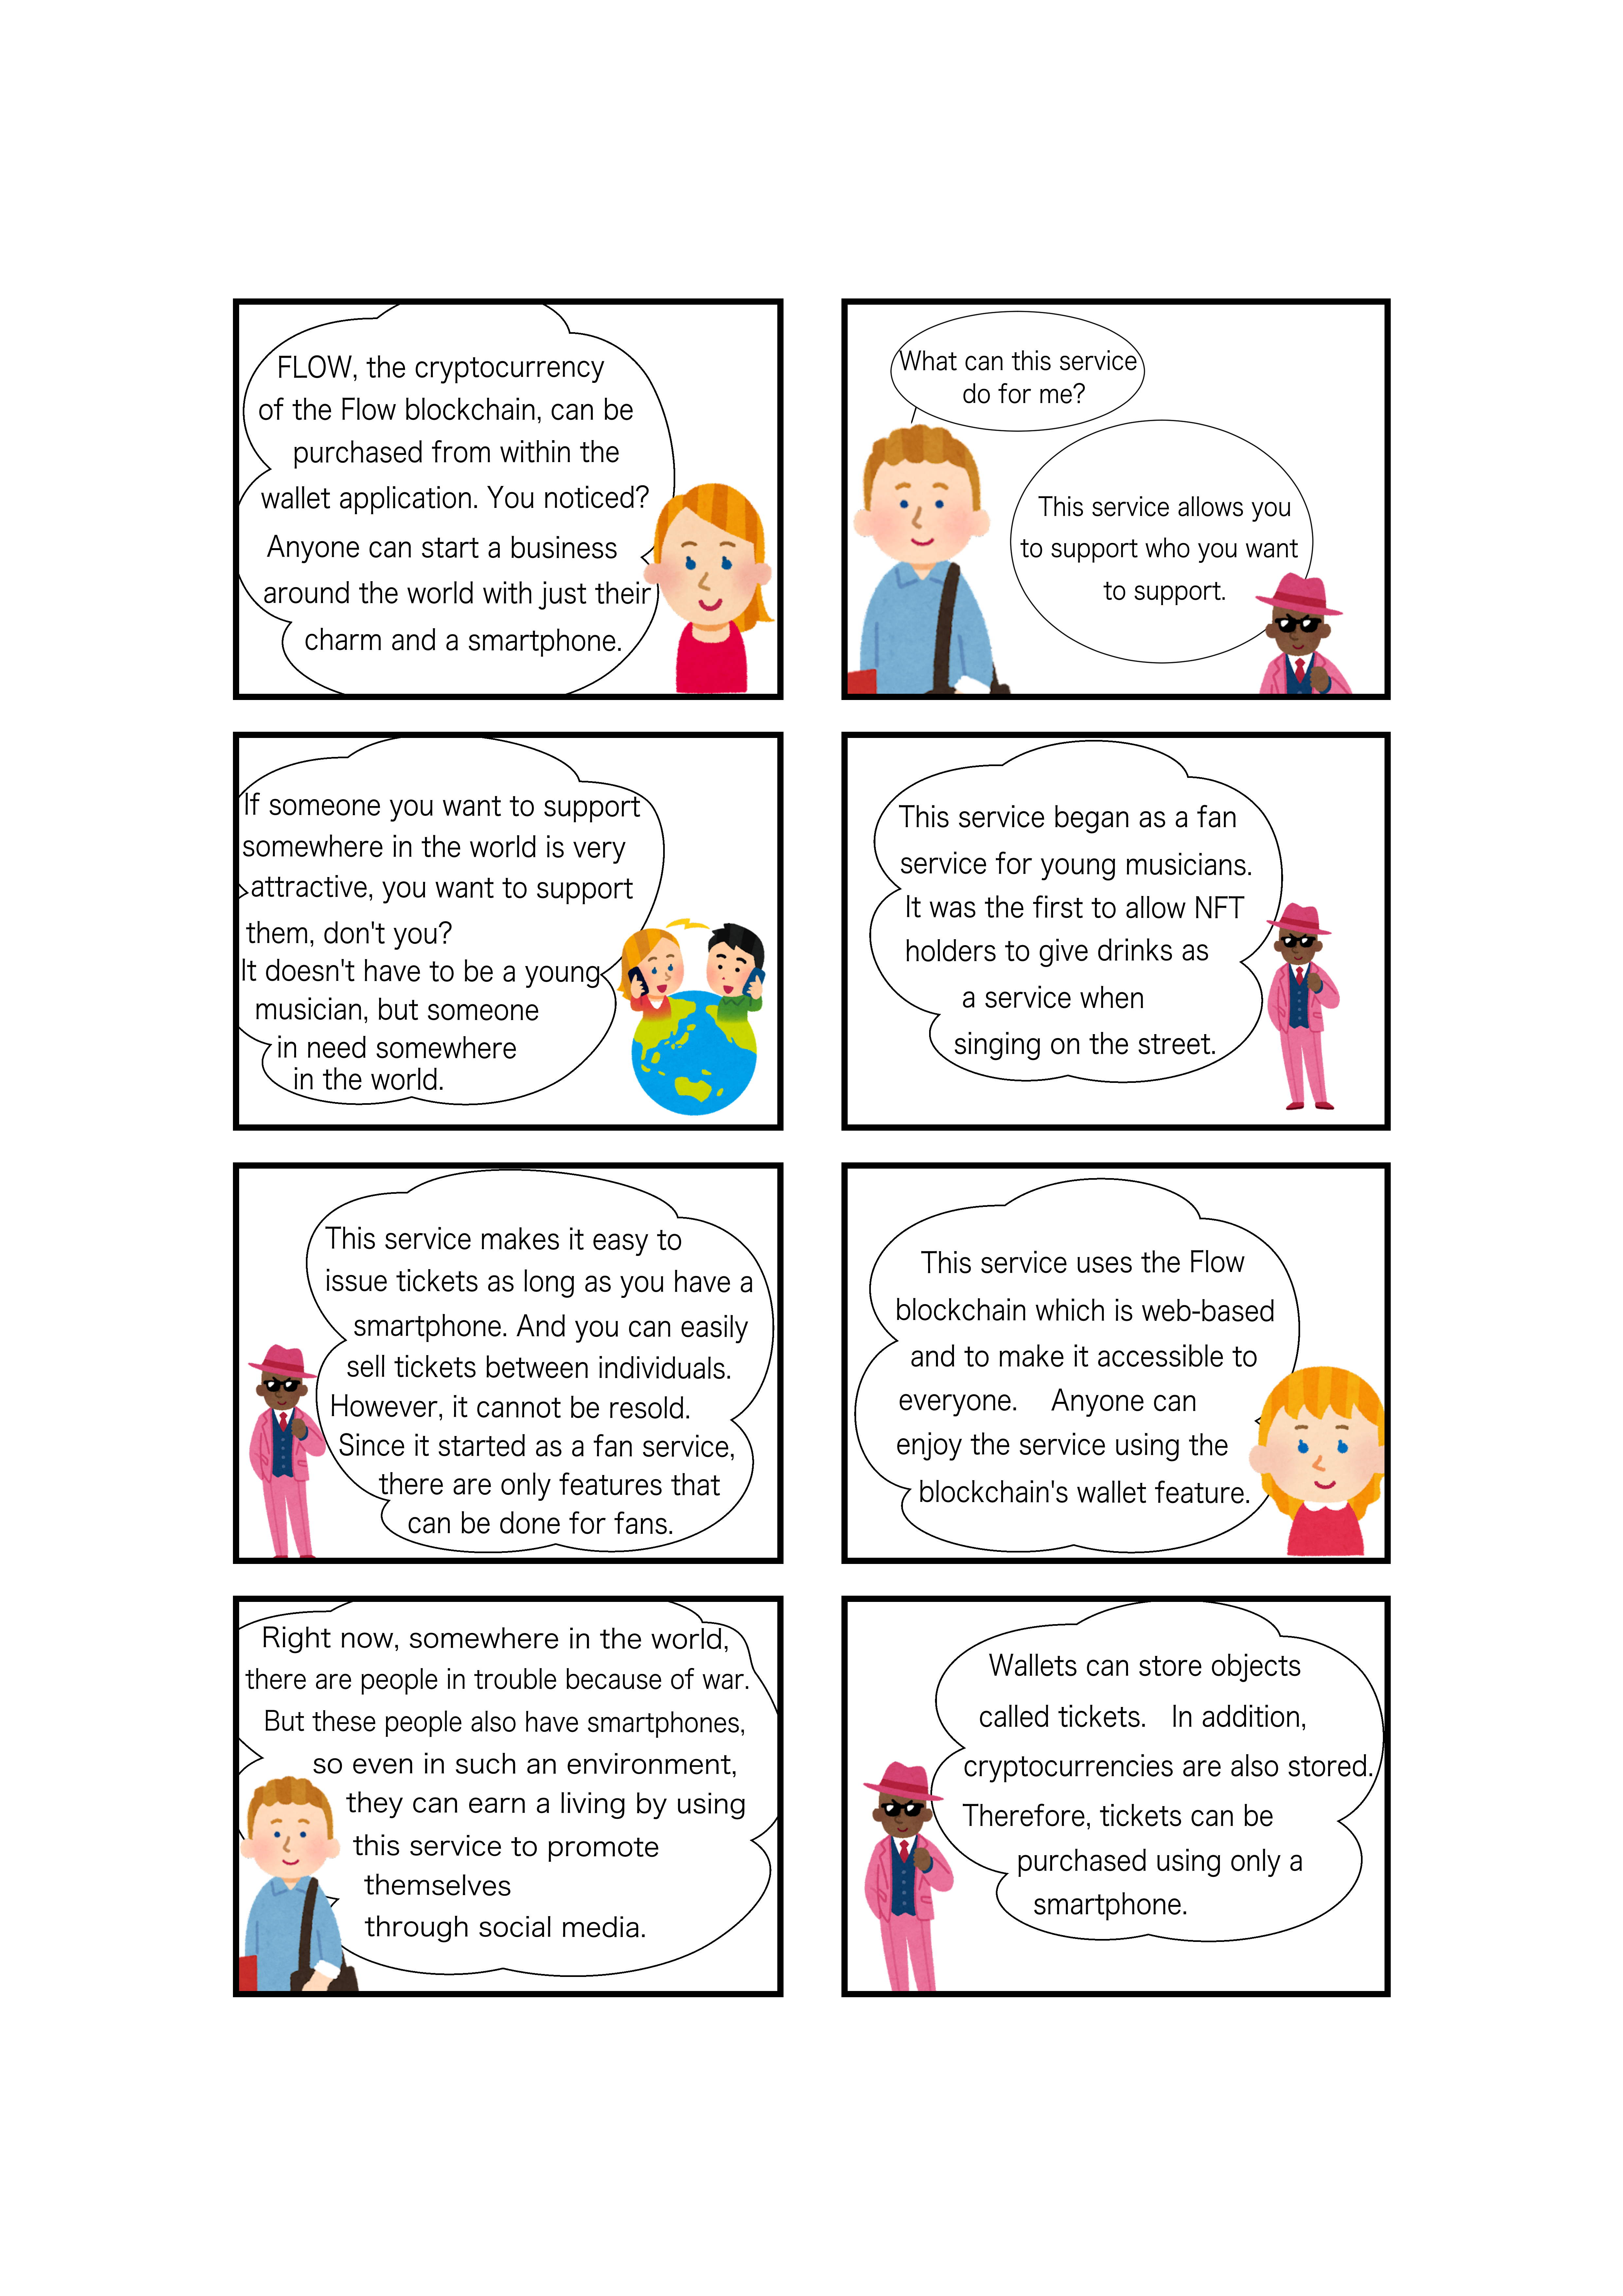 What can this service
do for me?
This service allows you
to support who you want
to support.
This service began as a fan
service for young musicians.
It was the first to allow NFT
holders to give drinks as
a service when
singing on the street.
This service uses the Flow
blockchain which is web-based
and to make it accessible to
everyone. Anyone can
enjoy the service using the
blockchain's wallet feature.
Wallets can store objects
called tickets. In addition,
cryptocurrencies are also stored.
Therefore, tickets can be
purchased using only a
smartphone.
FLOW, the cryptocurrency
of the Flow blockchain, can be
purchased from within the
wallet application. You noticed?
Anyone can start a business
around the world with just their
charm and a smartphone.
If someone you want to support
somewhere in the world is very
attractive, you want to support
them, don't you?
It doesn't have to be a young
musician, but someone
in need somewhere
in the world.
This service makes it easy to
issue tickets as long as you have a
smartphone. And you can easily
sell tickets between individuals.
However, it cannot be resold.
Since it started as a fan service,
there are only features that
can be done for fans.
Right now, somewhere in the world,
there are people in trouble because of war.
But these people also have smartphones,
so even in such an environment,
they can earn a living by using
this service to promote
themselves
through social media.